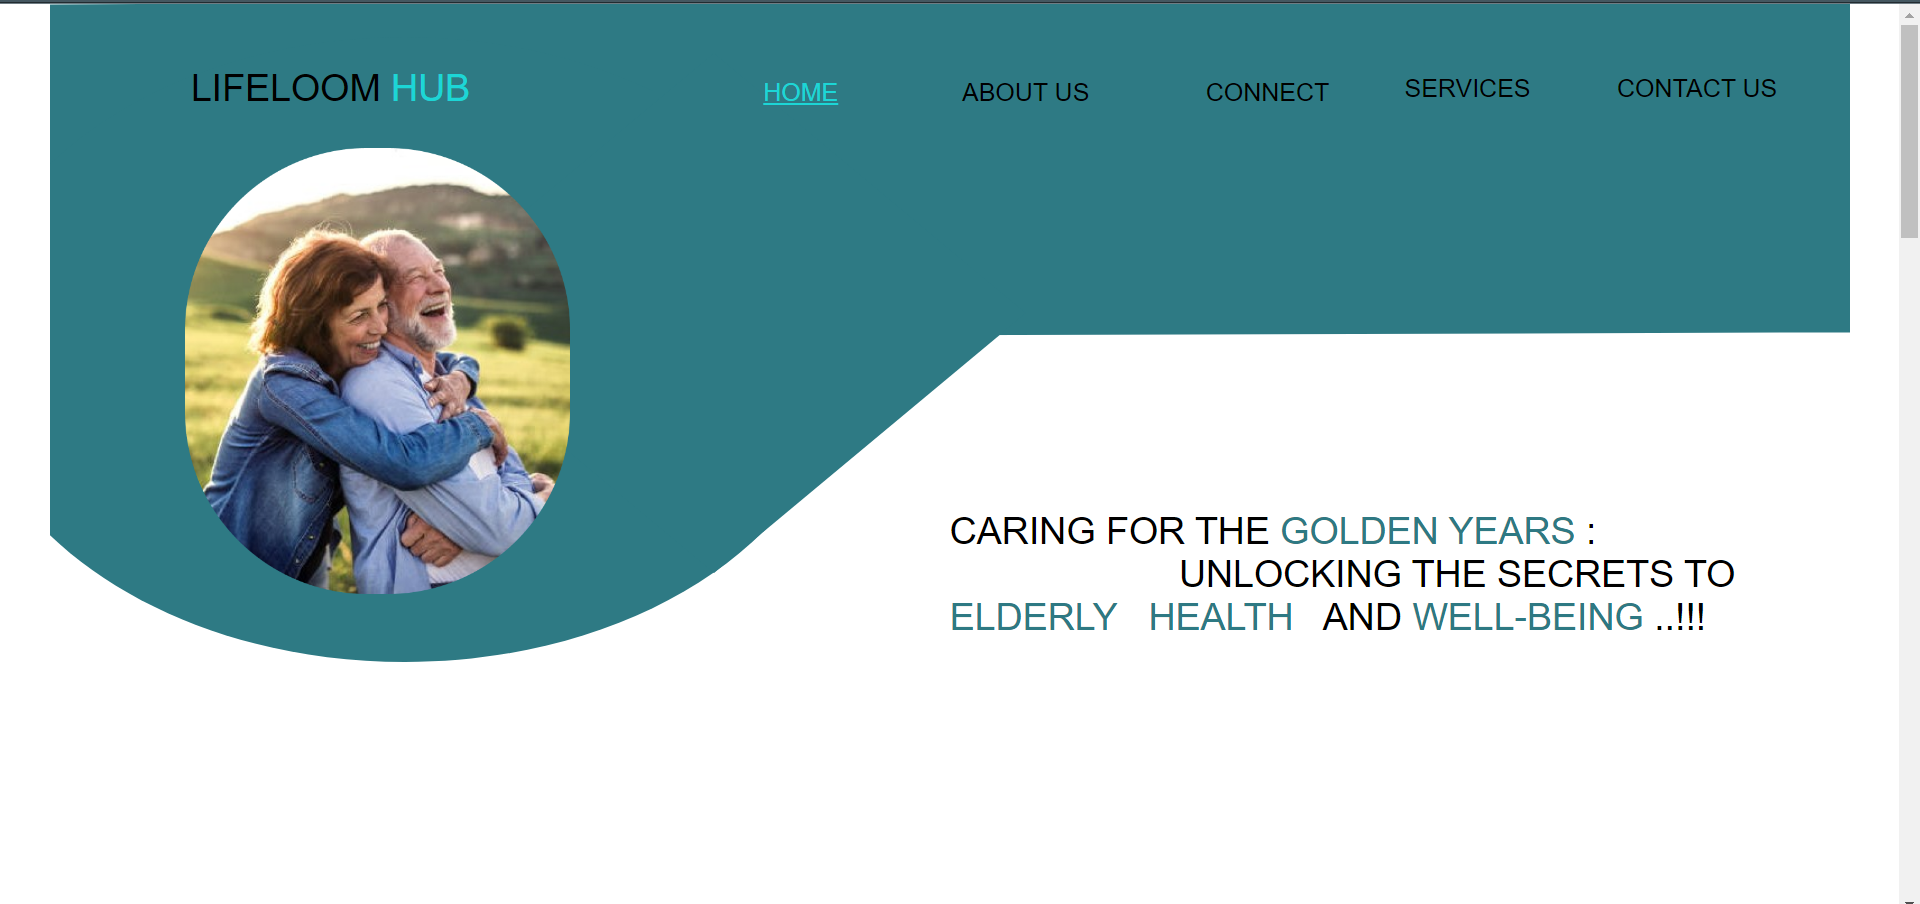 LIFELOOM HUB
HOME ABOUT US CONNECT SERVICES CONTACT US
CARING FOR THE GOLDEN YEARS :
UNLOCKING THE SECRETS TO
ELDERLY HEALTH AND WELL-BEING ..!!!